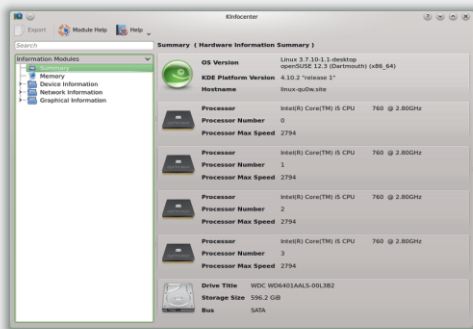 KInfocenter
Export Module Help Help
Search
Information Modules
Summary
Memory
Device Information
Network Information
Graphical Information
Summary ( Hardware Information Summary )
OS Version Linux 3.7.10-1.1-desktop
openSUSE 12.3 (Dartmouth) (x86_64)
KDE Platform Version 4.10.2 "release 1"
Hostname linux-qu0w.site
Processor Intel(R) Core(TM) i5 CPU 760 @ 2.80GHz
Processor Number 0
Processor Max Speed 2794
Processor Intel(R) Core(TM) i5 CPU 760 @ 2.80GHz
Processor Number 1
Processor Max Speed 2794
Processor Intel(R) Core(TM) i5 CPU 760 @ 2.80GHz
Processor Number 2
Processor Max Speed 2794
Processor Intel(R) Core(TM) i5 CPU 760 @ 2.80GHz
Processor Number 3
Processor Max Speed 2794
Drive Title WDC WD6401AALS-00L3B2
Storage Size 596.2 GiB
Bus SATA